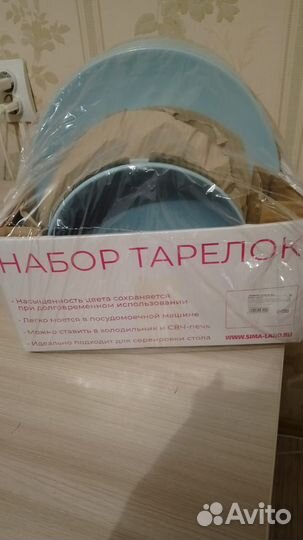 НАБОР ТАРЕЛОК
• Насыщенность цвета сохраняется
при долговременном использовании
• Легко моется в посудомоечной машине
• Можно ставить в холодильник и СВЧ-печь
• Идеально подходит для сервировки стола
WWW.SIMA-LAND.RU
Avito